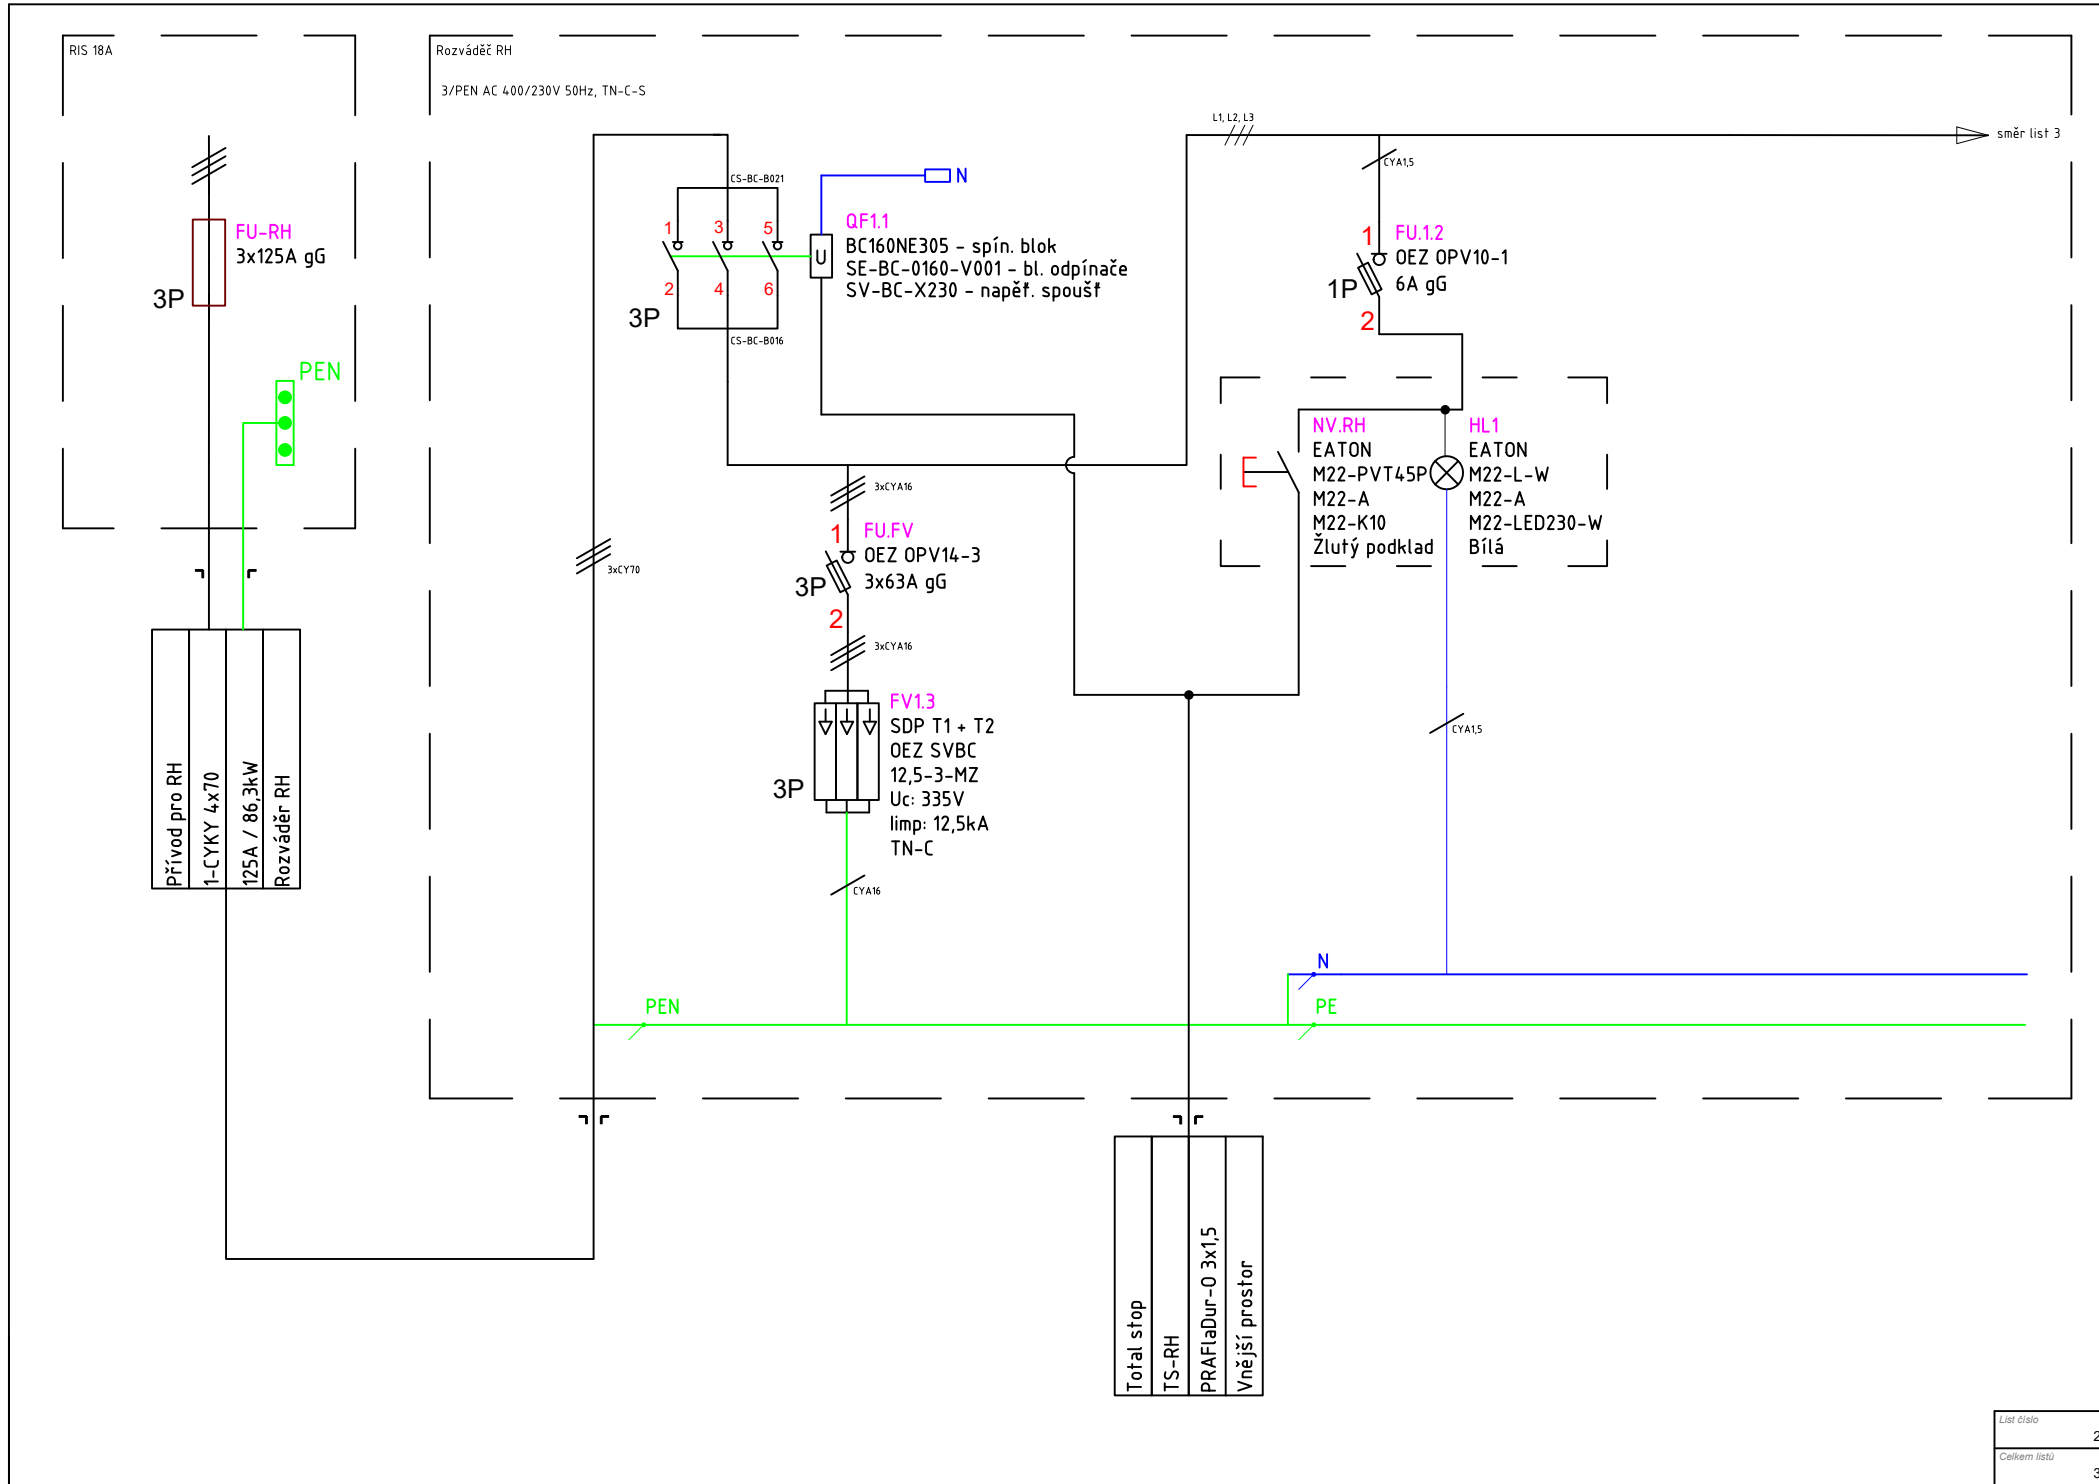 RIS 18A
FU-RH
3x125A gG
3P
PEN
Přívod pro RH
1-CYKY 4x70
125A / 86,3kW
Rozváděr RH
Rozváděč RH
3/PEN AC 400/230V 50Hz, TN-C-S
CS-BC-B021
1
3
5
2
4
6
3P
CS-BC-B016
U
N
QF1.1
BC160NE305 - spín. blok
SE-BC-0160-V001 - bl. odpínače
SV-BC-X230 - napěť. spoušť
3xCY70
3xCYA16
1
FU.FV
OEZ OPV14-3
3x63A gG
3P
2
3xCYA16
FV1.3
SDP T1 + T2
OEZ SVBC
12,5-3-MZ
Uc: 335V
Iimp: 12,5kA
TN-C
3P
CYA16
PEN
L1, L2, L3
směr list 3
CYA1,5
1
FU.1.2
OEZ OPV10-1
6A gG
1P
2
NV.RH
EATON
M22-PVT45P
M22-A
M22-K10
Žlutý podklad
HL1
EATON
M22-L-W
M22-A
M22-LED230-W
Bílá
CYA1,5
N
PE
Total stop
TS-RH
PRAFlaDur-O 3x1,5
Vnější prostor
List číslo
2
Celkem listů
3